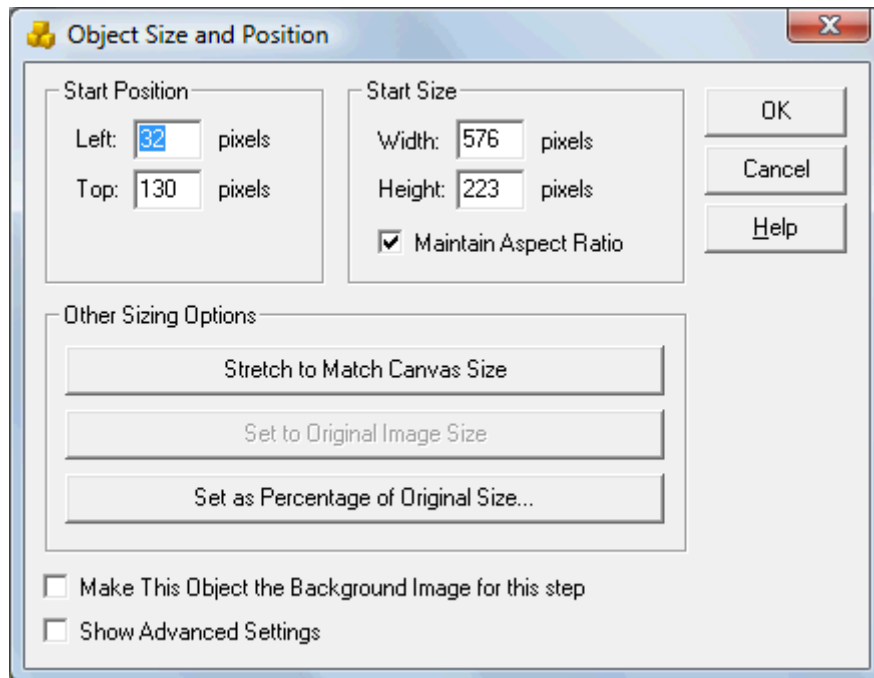 Object Size and Position
Start Position
Left: 32 pixels
Top: 130 pixels
Start Size
Width: 576 pixels
Height: 223 pixels
Maintain Aspect Ratio
OK
Cancel
Help
Other Sizing Options
Stretch to Match Canvas Size
Set to Original Image Size
Set as Percentage of Original Size...
Make This Object the Background Image for this step
Show Advanced Settings